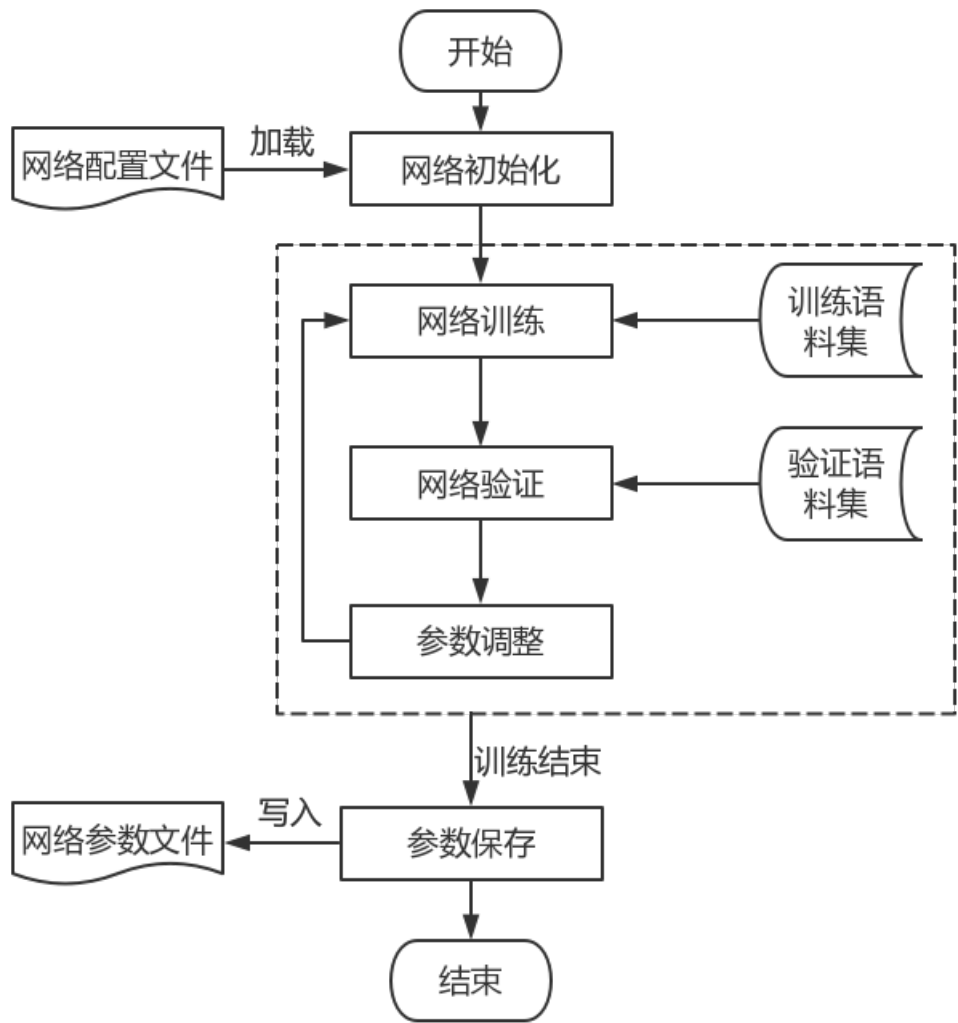 开始
加载
网络配置文件
网络初始化
网络训练
训练语
料集
网络验证
验证语
料集
参数调整
训练结束
写入
网络参数文件
参数保存
结束